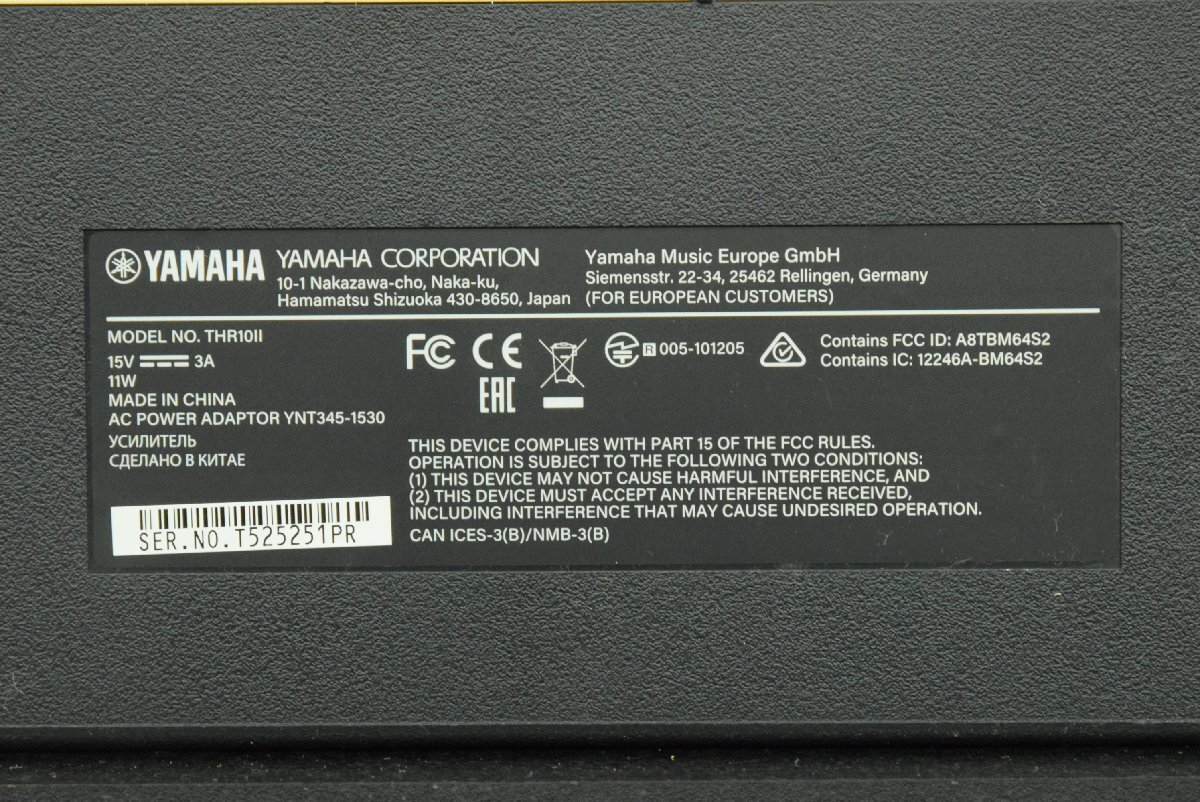 YAMAHA YAMAHA CORPORATION
10-1 Nakazawa-cho, Naka-ku,
Hamamatsu Shizuoka 430-8650, Japan
Yamaha Music Europe GmbH
Siemensstr. 22-34, 25462 Rellingen, Germany
(FOR EUROPEAN CUSTOMERS)
MODEL NO. THR10II
15V 3A
11W
MADE IN CHINA
AC POWER ADAPTOR YNT345-1530
УСИЛИТЕЛЬ
СДЕЛАНО В КИТАЕ
SER.NO.T525251PR
FC CE
EAC
R 005-101205
Contains FCC ID: A8TBM64S2
Contains IC: 12246A-BM64S2
THIS DEVICE COMPLIES WITH PART 15 OF THE FCC RULES.
OPERATION IS SUBJECT TO THE FOLLOWING TWO CONDITIONS:
(1) THIS DEVICE MAY NOT CAUSE HARMFUL INTERFERENCE, AND
(2) THIS DEVICE MUST ACCEPT ANY INTERFERENCE RECEIVED,
INCLUDING INTERFERENCE THAT MAY CAUSE UNDESIRED OPERATION.
CAN ICES-3(B)/NMB-3(B)